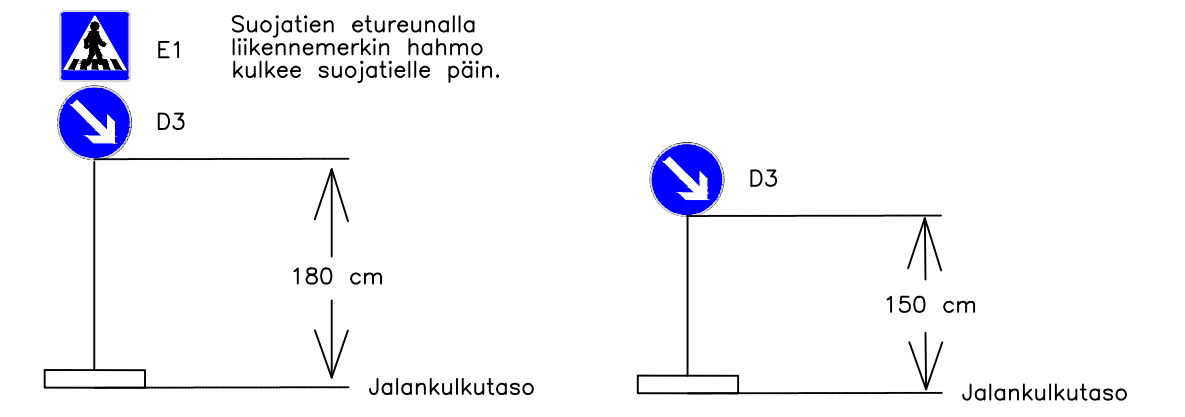 E1
Suojatien etureunalla
liikennemerkin hahmo
kulkee suojatielle päin.
D3
180 cm
Jalankulkutaso
D3
150 cm
Jalankulkutaso